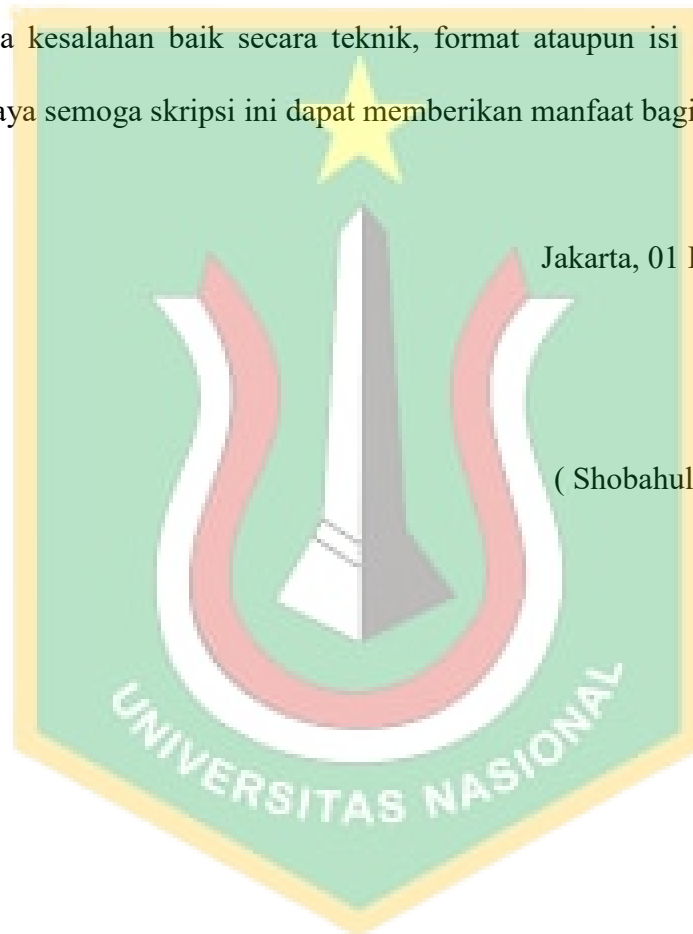 a kesalahan baik secara teknik, format ataupun isi
aya semoga skripsi ini dapat memberikan manfaat bagi
Jakarta, 01
( Shobahul
UNIVERSITAS NASIONAL